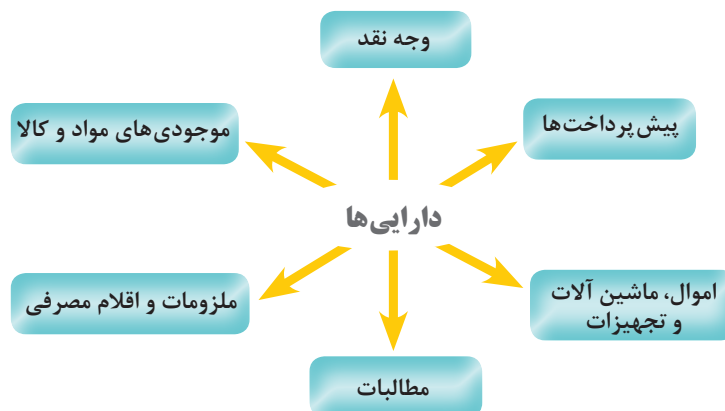 وجه نقد
پیش‌پرداخت‌ها
موجودی‌های مواد و کالا
دارایی‌ها
اموال، ماشین آلات
و تجهیزات
ملزومات و اقلام مصرفی
مطالبات